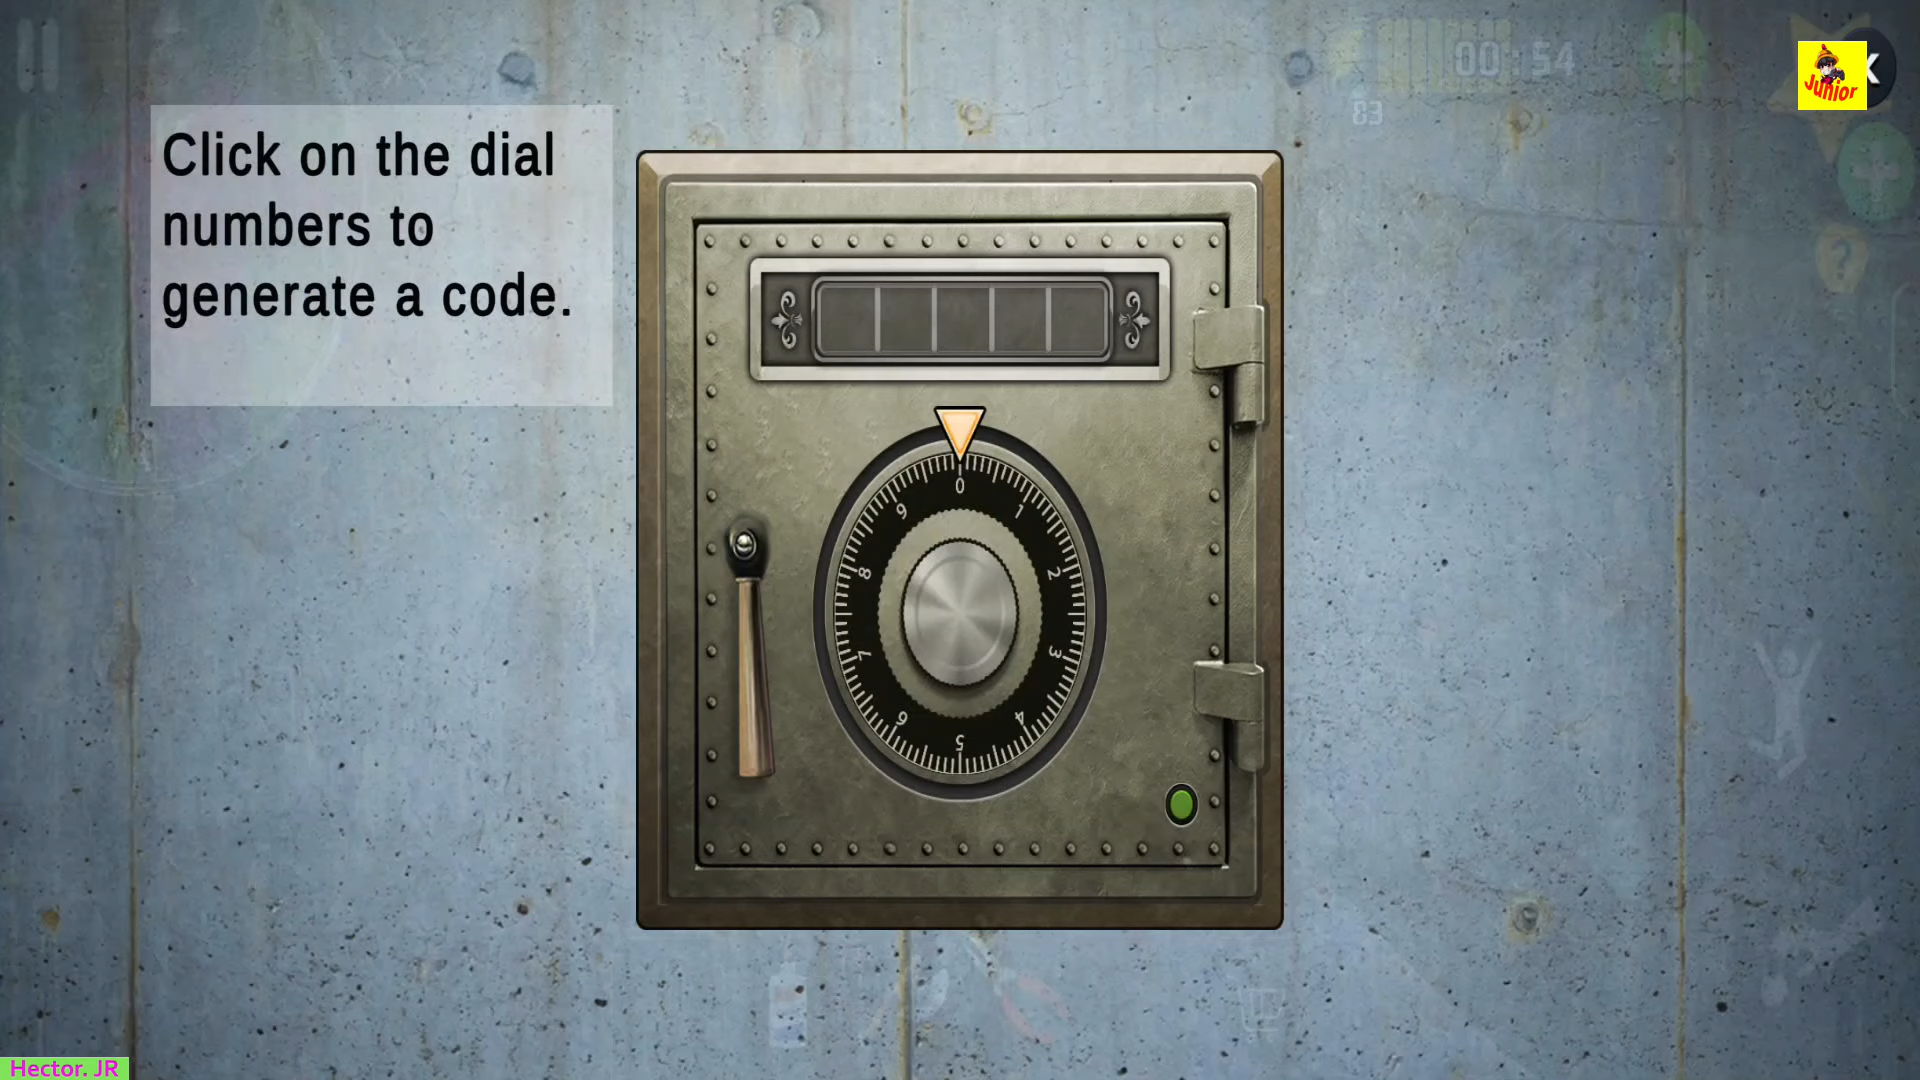 00:54
83
Junior
Click on the dial
numbers to
generate a code.
0
1
2
3
4
5
6
7
8
9
?
Hector. JR